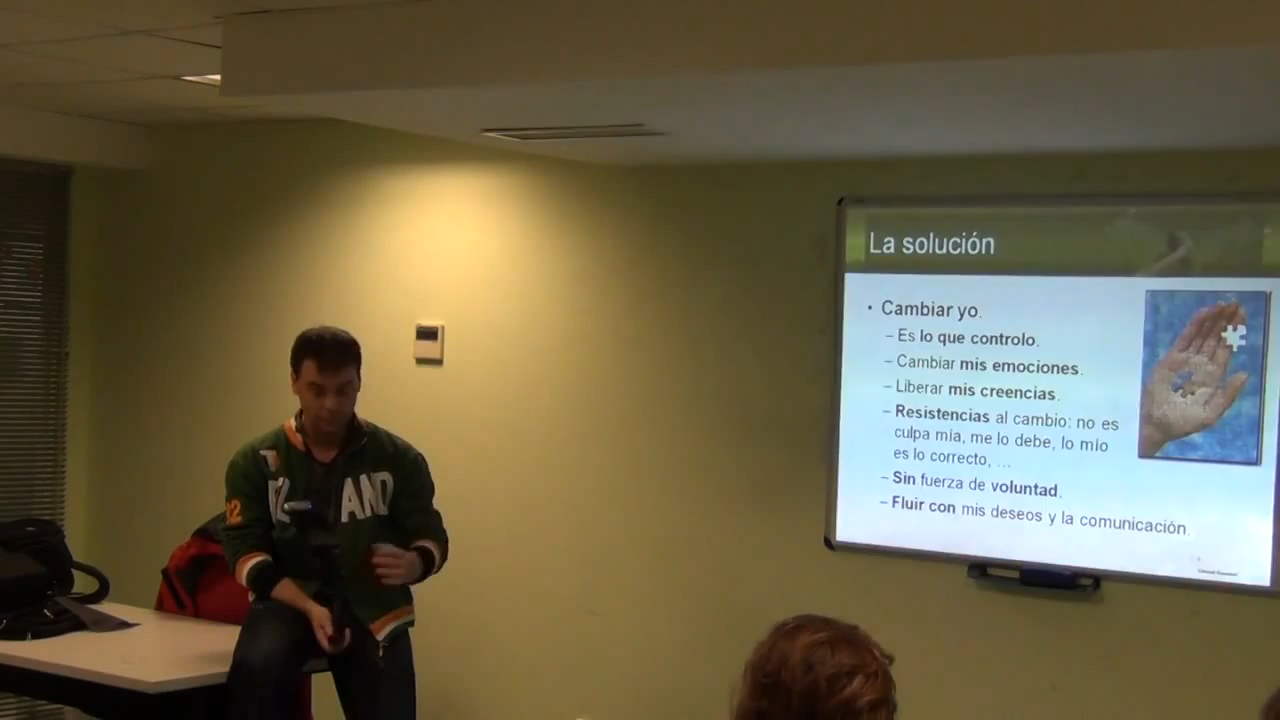 La solución
• Cambiar yo.
– Es lo que controlo.
– Cambiar mis emociones.
– Liberar mis creencias.
– Resistencias al cambio: no es
culpa mía, me lo debe, lo mío
es lo correcto, ...
– Sin fuerza de voluntad.
– Fluir con mis deseos y la comunicación.
AND